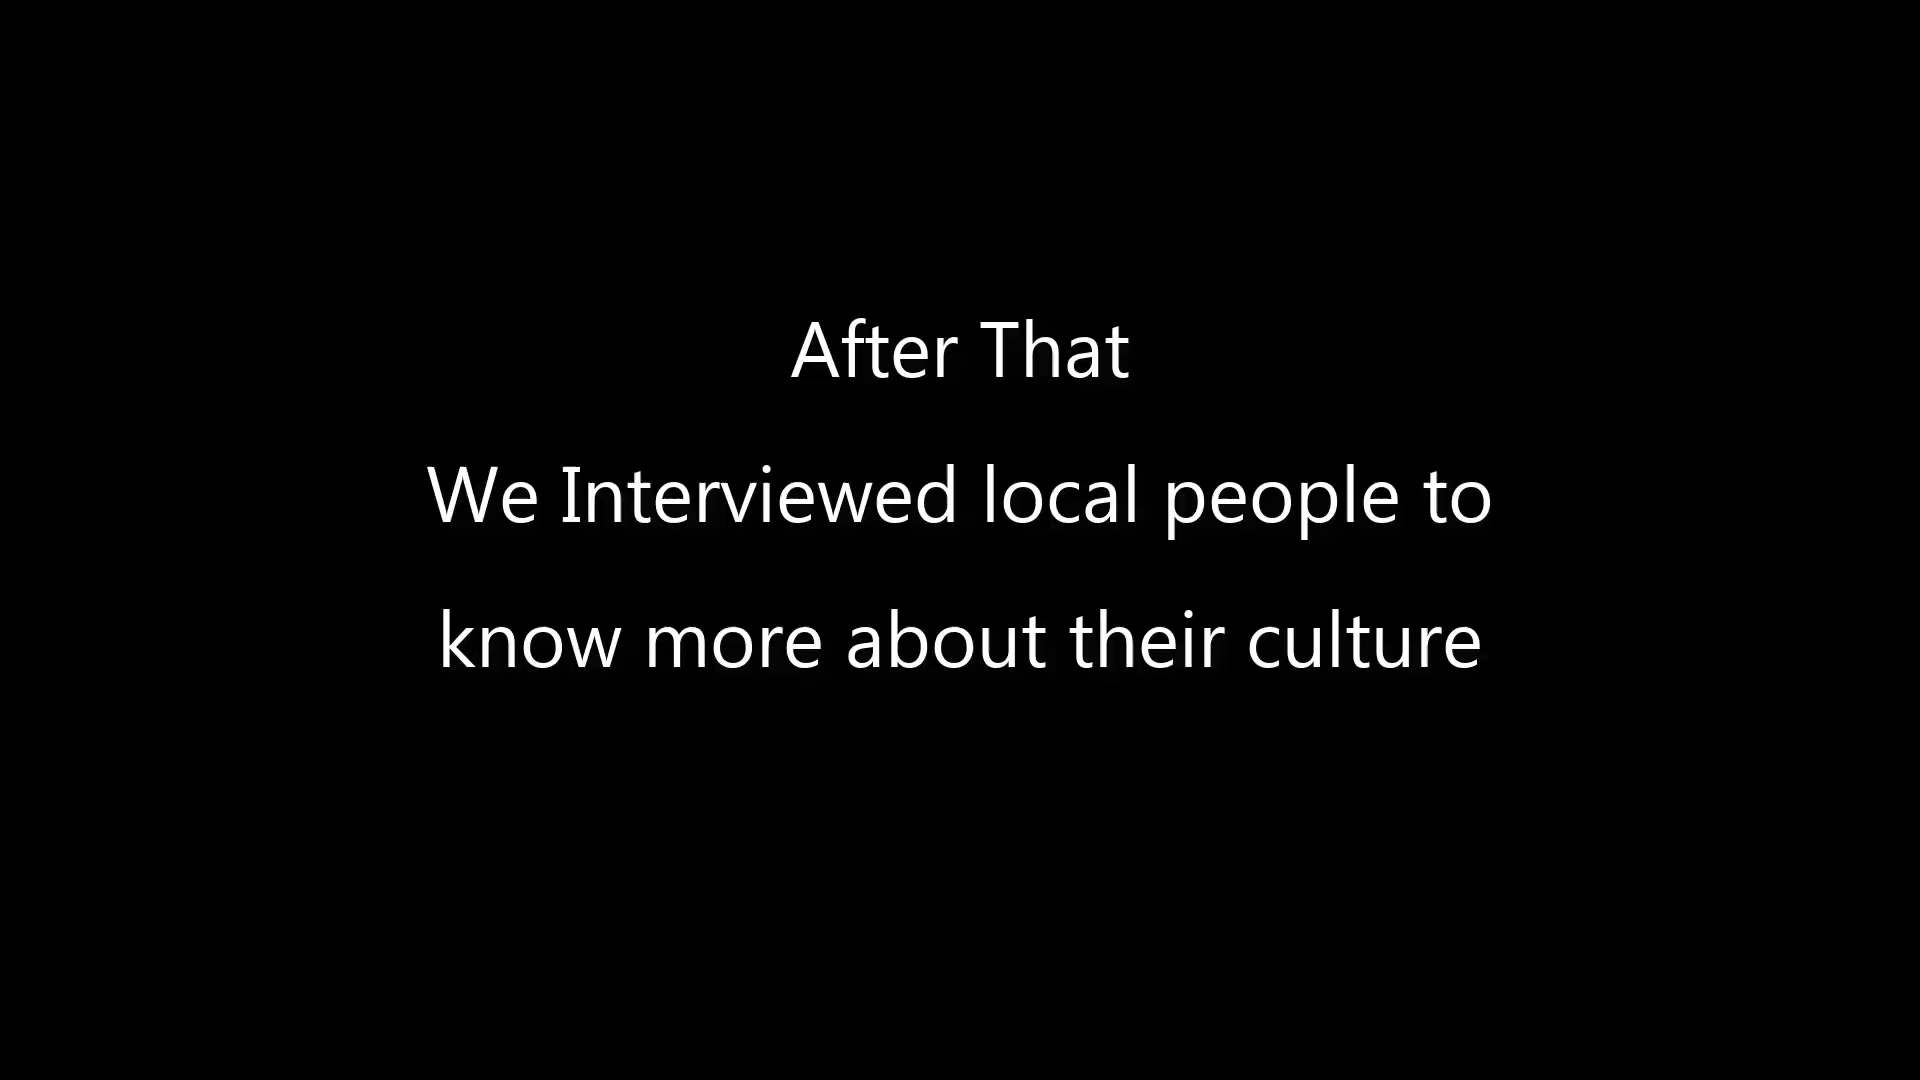 After That
We Interviewed local people to
know more about their culture